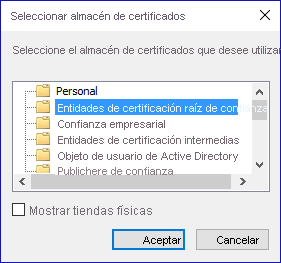 Seleccionar almacén de certificados
Seleccione el almacén de certificados que desee utilizar
Personal
Entidades de certificación raíz de confianza
Confianza empresarial
Entidades de certificación intermedias
Objeto de usuario de Active Directory
Publichere de confianza
Mostrar tiendas físicas
Aceptar
Cancelar